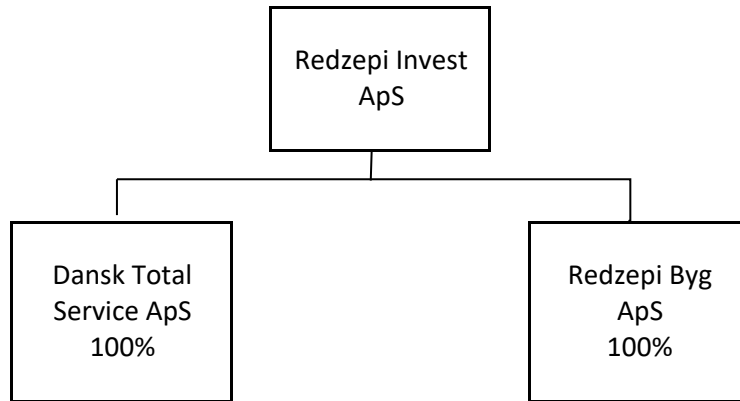 Redzepi Invest
ApS
Dansk Total
Service ApS
100%
Redzepi Byg
ApS
100%